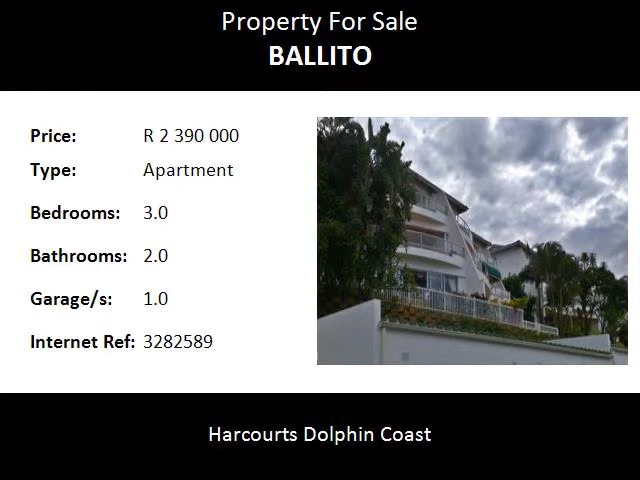 Property For Sale
BALLITO
Price: R 2 390 000
Type: Apartment
Bedrooms: 3.0
Bathrooms: 2.0
Garage/s: 1.0
Internet Ref: 3282589
Harcourts Dolphin Coast